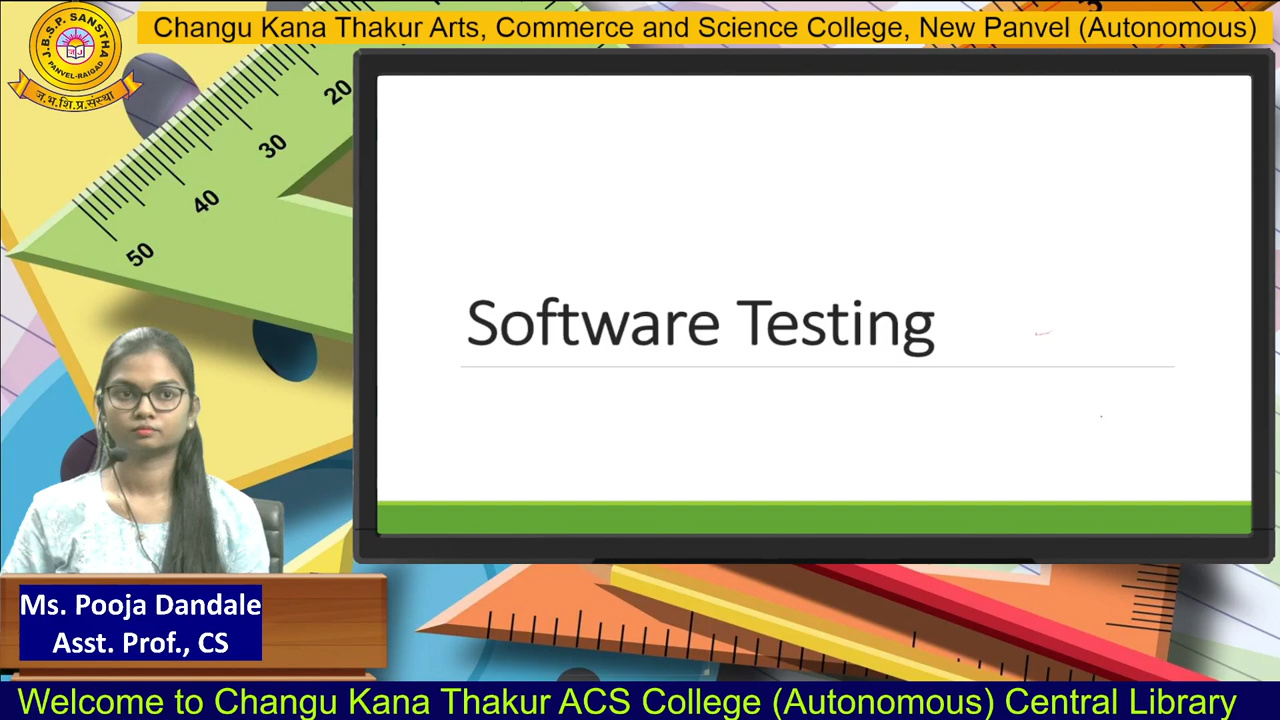 Changu Kana Thakur Arts, Commerce and Science College, New Panvel (Autonomous)
J.B.S.P. SANSTHA
PANVEL-RAIGAD
ज.भ.शि.प्र.संस्था
20
30
40
50
Software Testing
Ms. Pooja Dandale
Asst. Prof., CS
Welcome to Changu Kana Thakur ACS College (Autonomous) Central Library